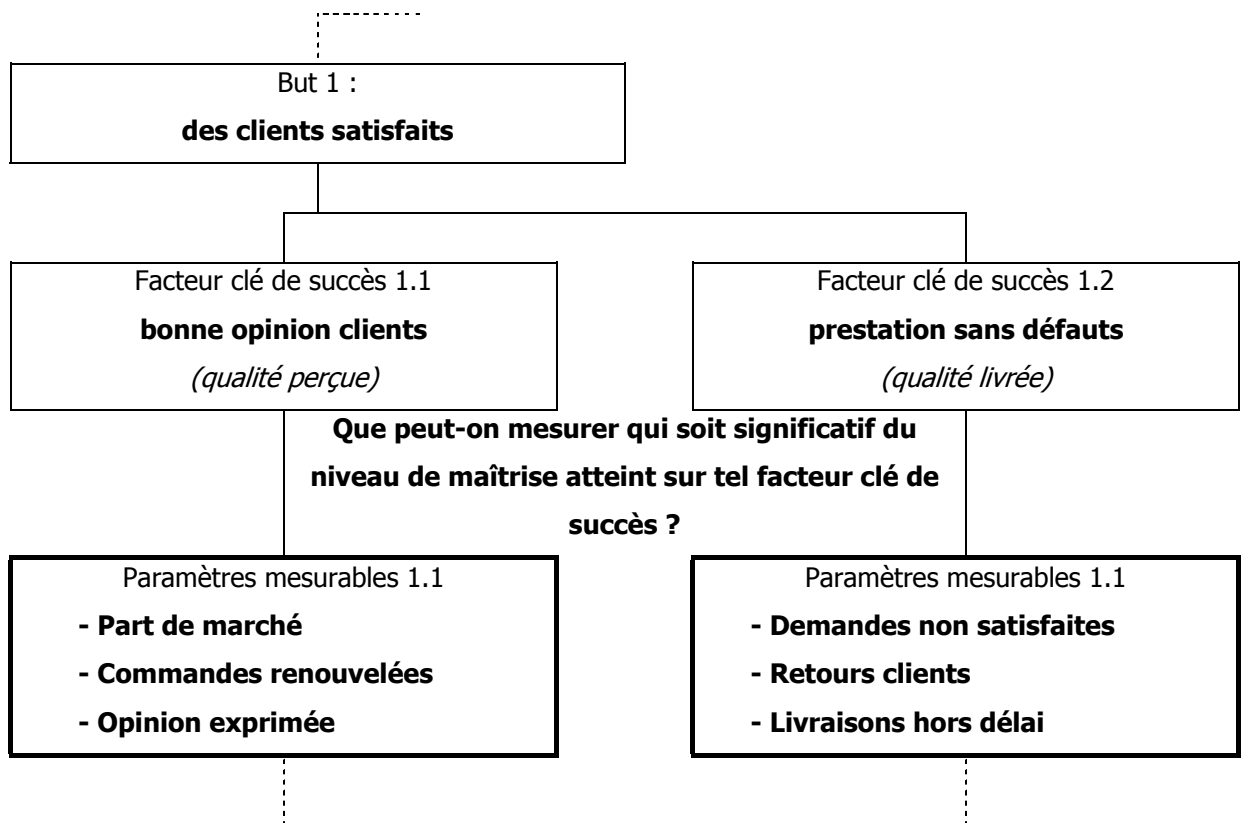 But 1 :
des clients satisfaits
Facteur clé de succès 1.1
bonne opinion clients
(qualité perçue)
Facteur clé de succès 1.2
prestation sans défauts
(qualité livrée)
Que peut-on mesurer qui soit significatif du
niveau de maîtrise atteint sur tel facteur clé de
succès ?
Paramètres mesurables 1.1
- Part de marché
- Commandes renouvelées
- Opinion exprimée
Paramètres mesurables 1.1
- Demandes non satisfaites
- Retours clients
- Livraisons hors délai